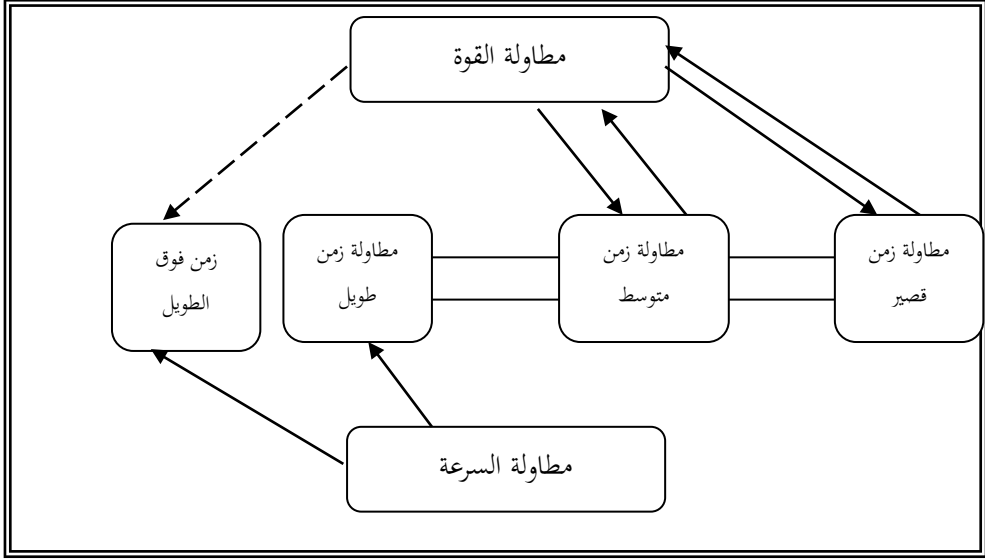 مطاولة القوة
مطاولة زمن
قصير
مطاولة زمن
متوسط
مطاولة زمن
طويل
زمن فوق
الطويل
مطاولة السرعة